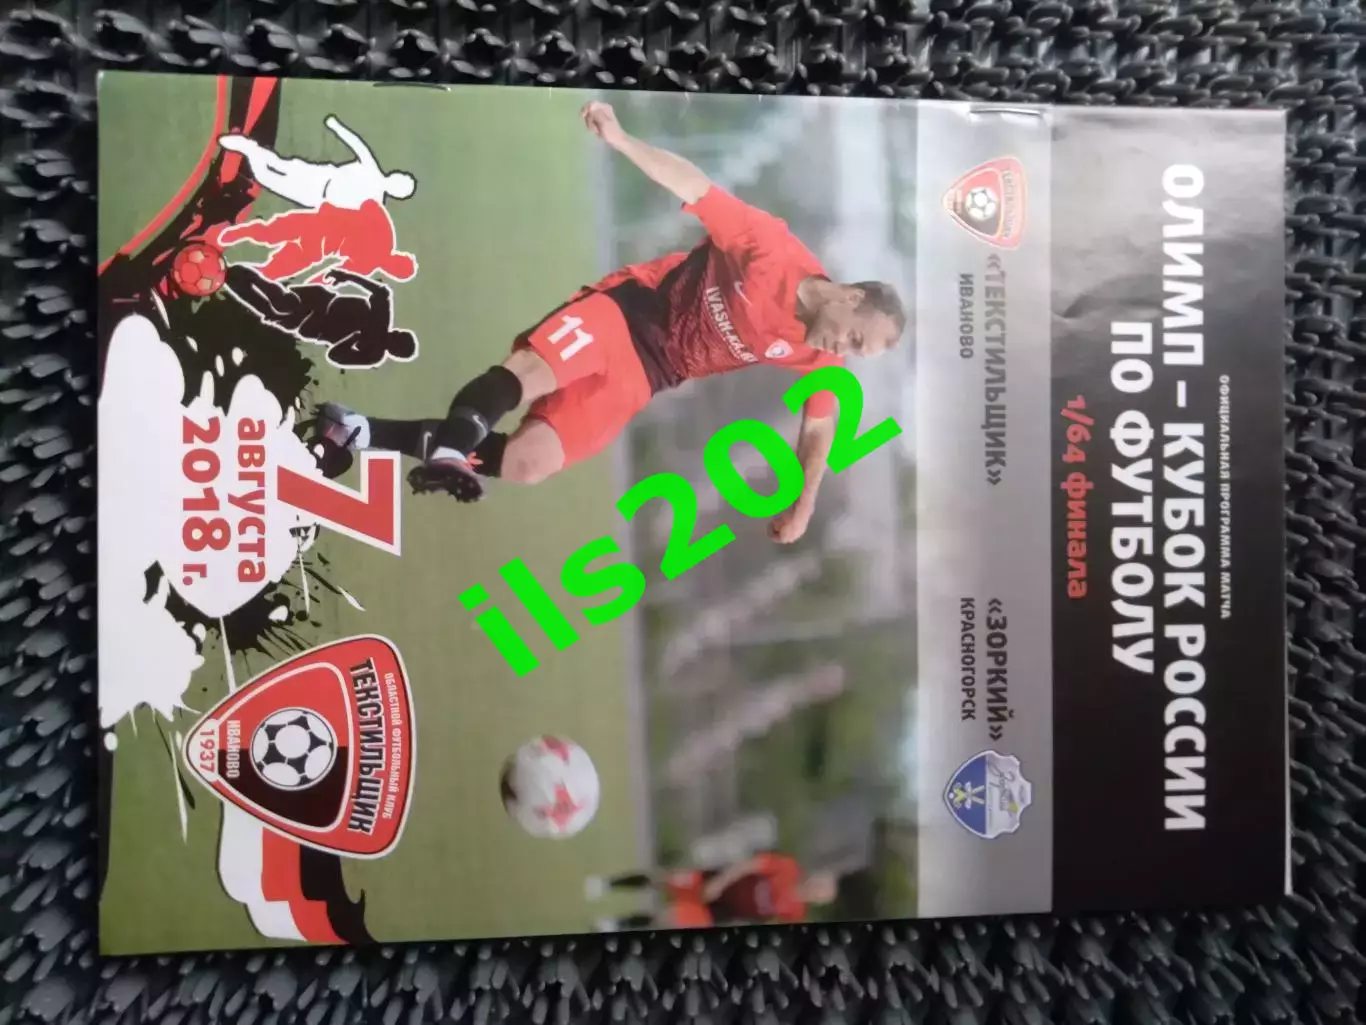 ОФИЦИАЛЬНАЯ ПРОГРАММА МАТЧА
ОЛИМП – КУБОК РОССИИ
ПО ФУТБОЛУ
1/64 финала
«ТЕКСТИЛЬЩИК»
ИВАНОВО
«ЗОРКИЙ»
КРАСНОГОРСК
11
7
августа
2018 г.
ОБЛАСТНОЙ ФУТБОЛЬНЫЙ КЛУБ
ТЕКСТИЛЬЩИК
ИВАНОВО
1937
ils202